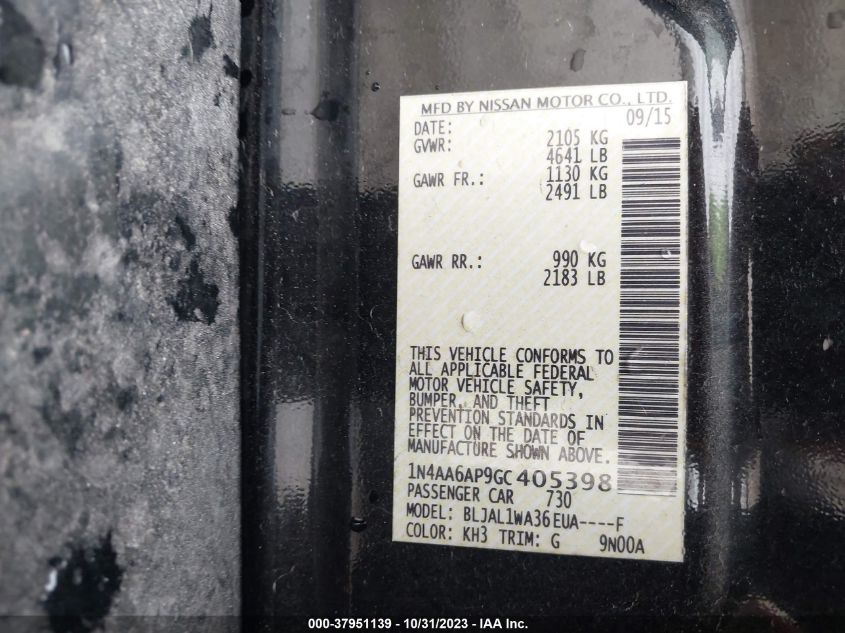 MFD BY NISSAN MOTOR CO., LTD.
DATE: 09/15
GVWR: 2105 KG
4641 LB
GAWR FR.: 1130 KG
2491 LB
GAWR RR.: 990 KG
2183 LB
THIS VEHICLE CONFORMS TO
ALL APPLICABLE FEDERAL
MOTOR VEHICLE SAFETY,
BUMPER, AND THEFT
PREVENTION STANDARDS IN
EFFECT ON THE DATE OF
MANUFACTURE SHOWN ABOVE.
1N4AA6AP9GC405398
PASSENGER CAR 730
MODEL: BLJAL1WA36EUA----F
COLOR: KH3 TRIM: G 9N00A
000-37951139 - 10/31/2023 - IAA Inc.